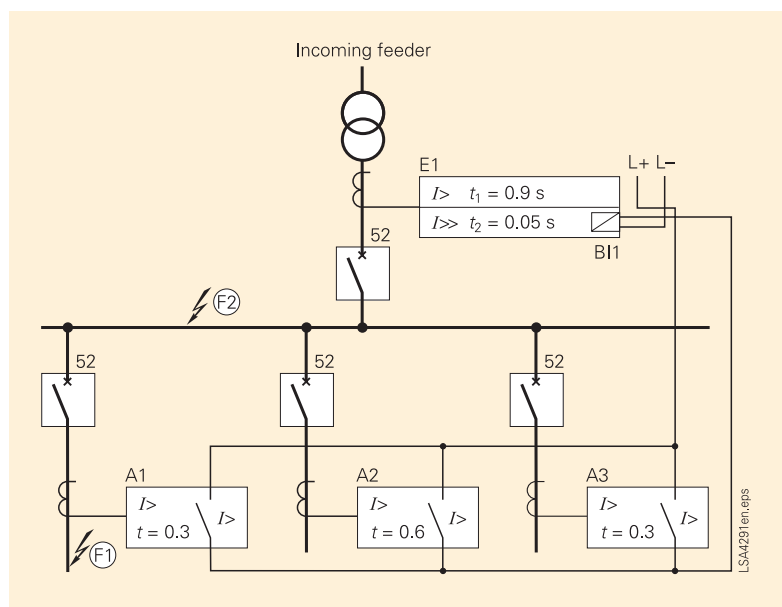 Incoming feeder
E1
L+ L−
I> t₁ = 0.9 s
I>> t₂ = 0.05 s
BI1
52
F2
52
52
52
A1
A2
A3
I>
I>
t = 0.3
I>
I>
t = 0.6
I>
I>
t = 0.3
F1
LSA4291en.eps